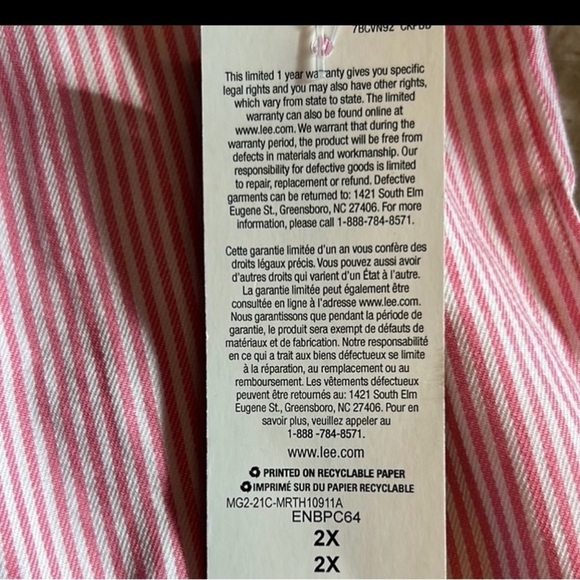 This limited 1 year warranty gives you specific
legal rights and you may also have other rights,
which vary from state to state. The limited
warranty can also be found online at
www.lee.com. We warrant that during the
warranty period, the product will be free from
defects in materials and workmanship. Our
responsibility for defective goods is limited
to repair, replacement or refund. Defective
garments can be returned to: 1421 South Elm
Eugene St., Greensboro, NC 27406. For more
information, please call 1-888-784-8571.
Cette garantie limitée d'un an vous confère des
droits légaux précis. Vous pouvez aussi avoir
d'autres droits qui varient d'un État à l'autre.
La garantie limitée peut également être
consultée en ligne à l'adresse www.lee.com.
Nous garantissons que pendant la période de
garantie, le produit sera exempt de défauts de
matériaux et de fabrication. Notre responsabilité
en ce qui a trait aux biens défectueux se limite
à la réparation, au remplacement ou au
remboursement. Les vêtements défectueux
peuvent être retournés au: 1421 South Elm
Eugene St., Greensboro, NC 27406. Pour en
savoir plus, veuillez appeler au
1-888 -784-8571.
www.lee.com
PRINTED ON RECYCLABLE PAPER
IMPRIMÉ SUR DU PAPIER RECYCLABLE
MG2-21C-MRTH10911A
ENBPC64
2X
2X